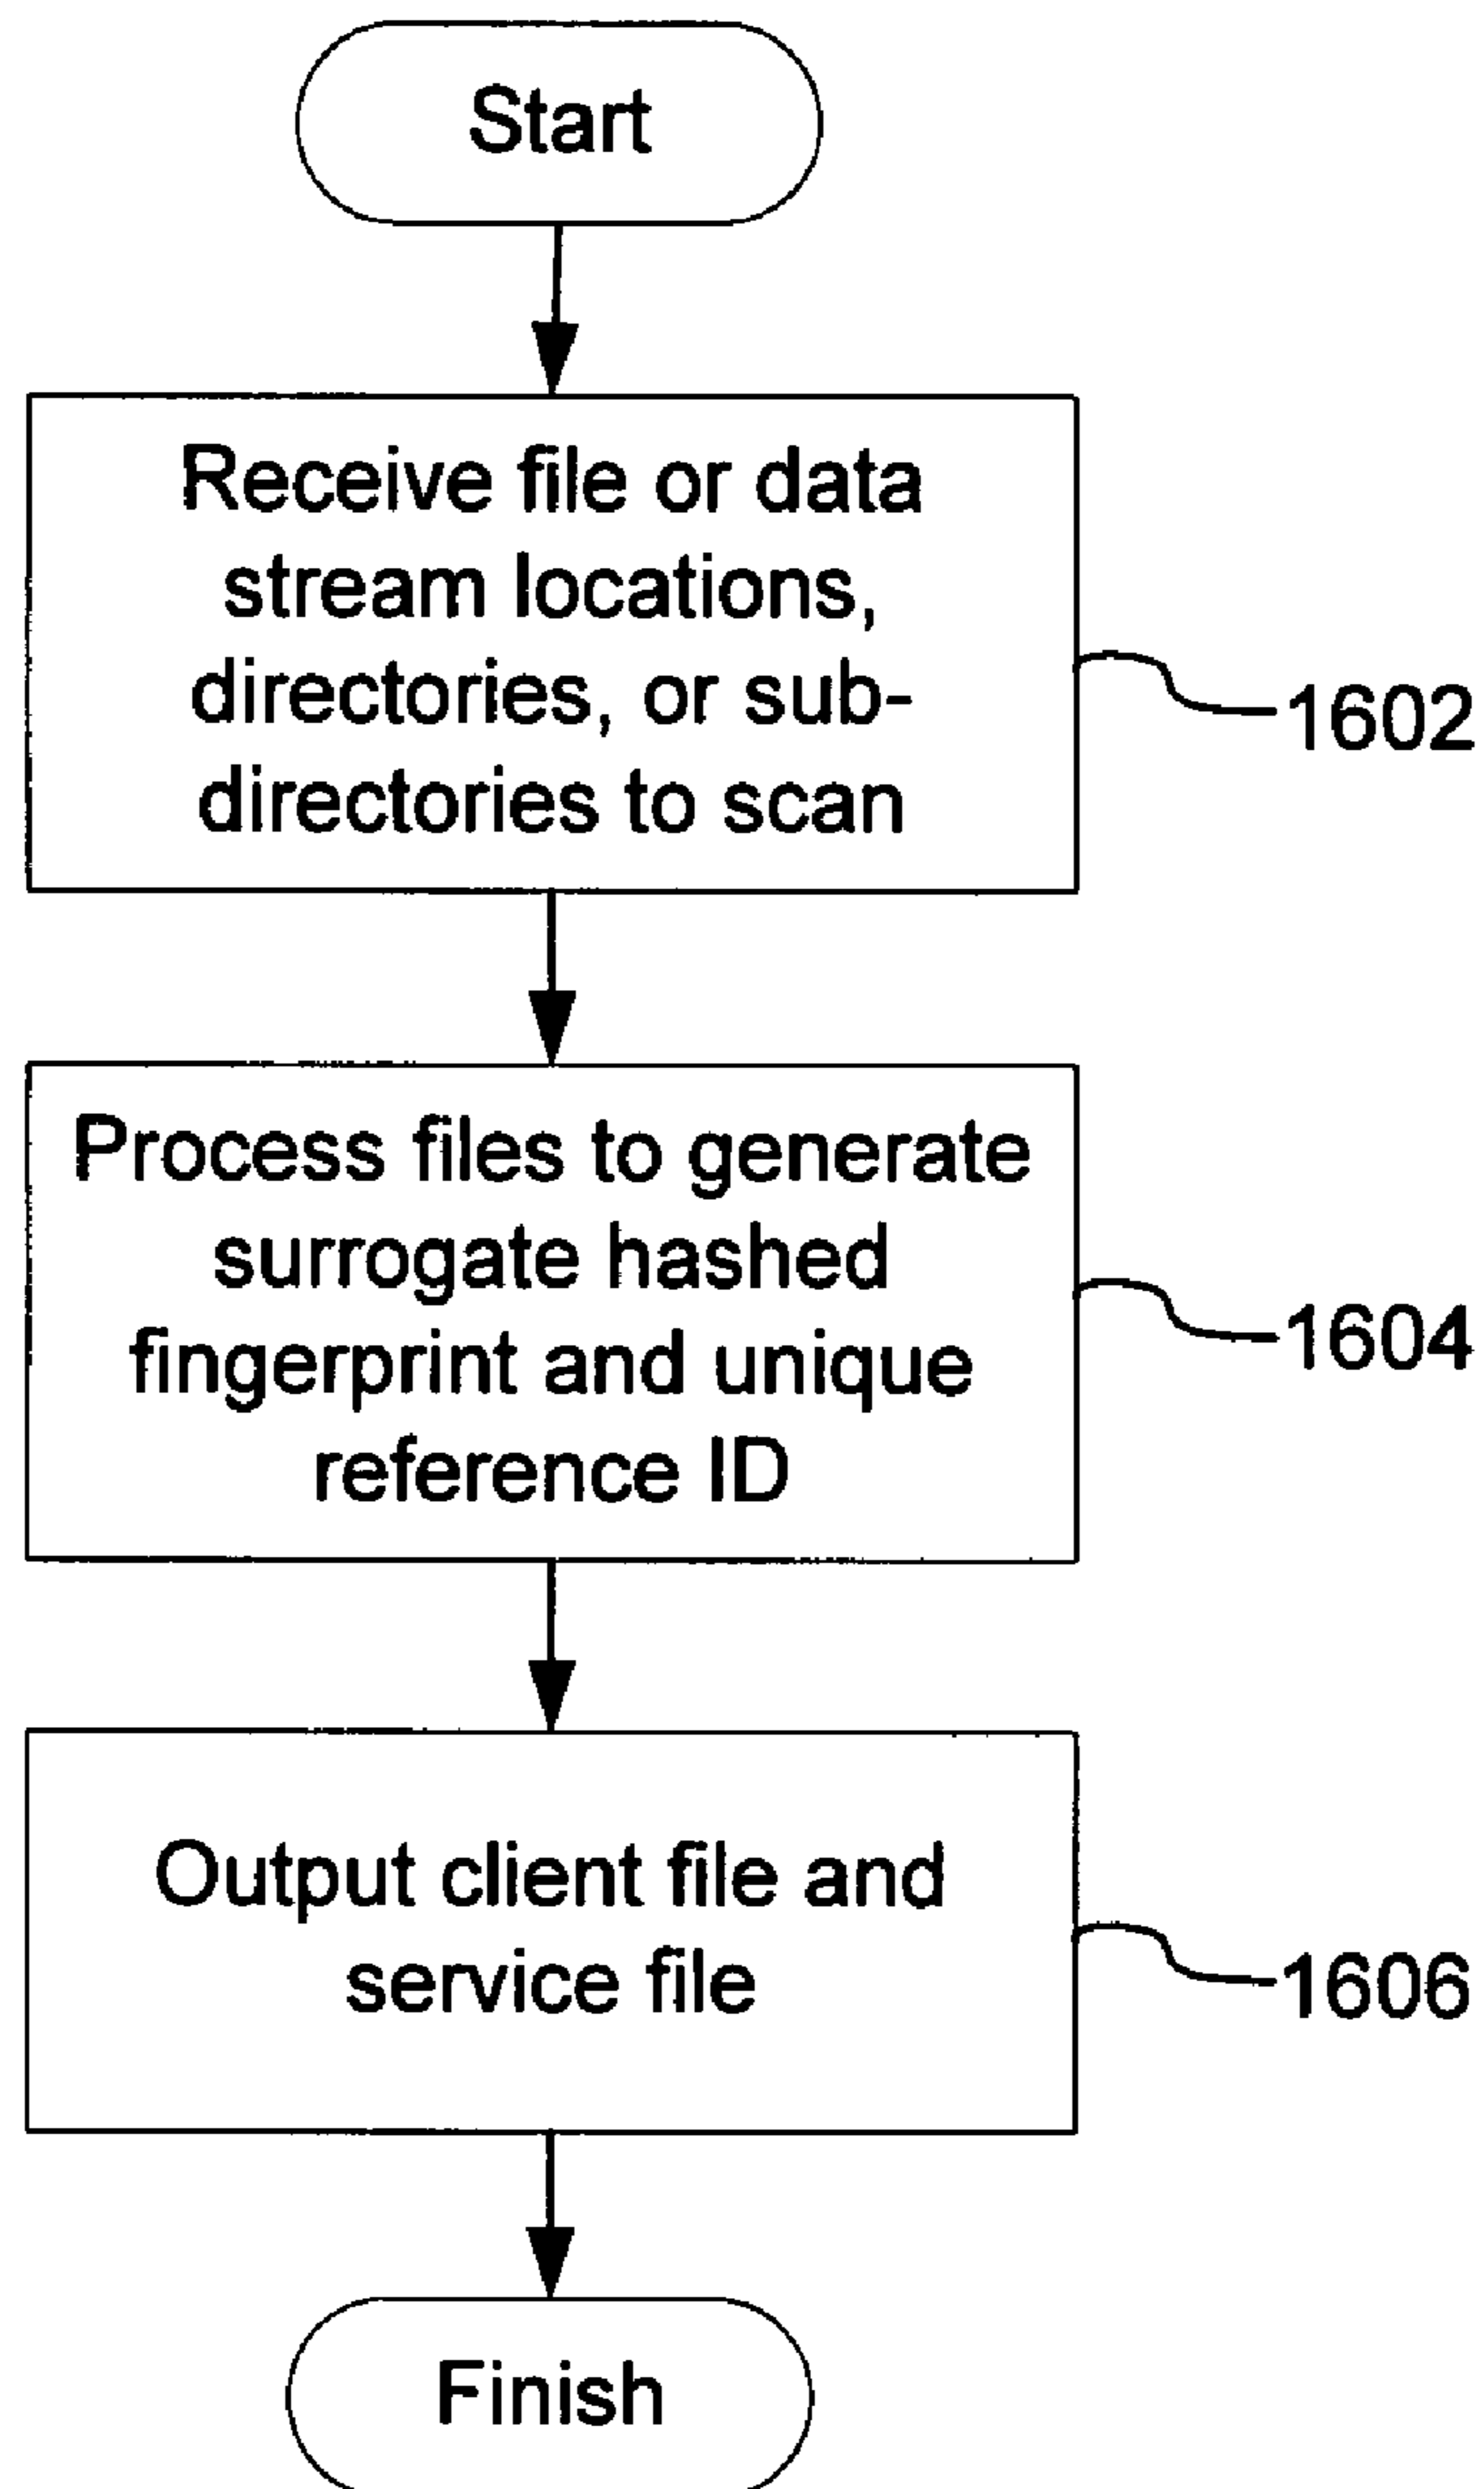 Start
Receive file or data
stream locations,
directories, or sub-
directories to scan
1602
Process files to generate
surrogate hashed
fingerprint and unique
reference ID
1604
Output client file and
service file
1606
Finish